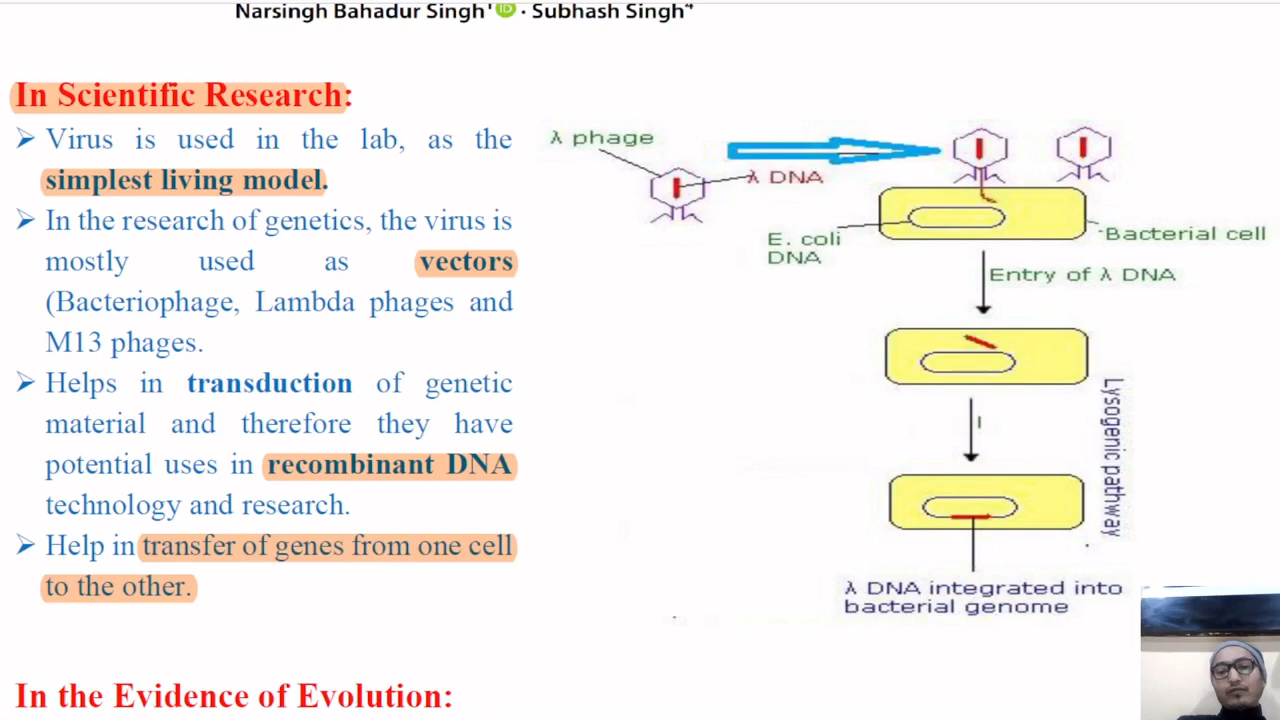 Narsingh Bahadur Singh¹ iD · Subhash Singh¹*
In Scientific Research:
➢ Virus is used in the lab, as the
simplest living model.
➢ In the research of genetics, the virus is
mostly used as vectors
(Bacteriophage, Lambda phages and
M13 phages.
➢ Helps in transduction of genetic
material and therefore they have
potential uses in recombinant DNA
technology and research.
➢ Help in transfer of genes from one cell
to the other.
In the Evidence of Evolution:
λ phage
λ DNA
E. coli
DNA
Bacterial cell
Entry of λ DNA
Lysogenic pathway
λ DNA integrated into
bacterial genome